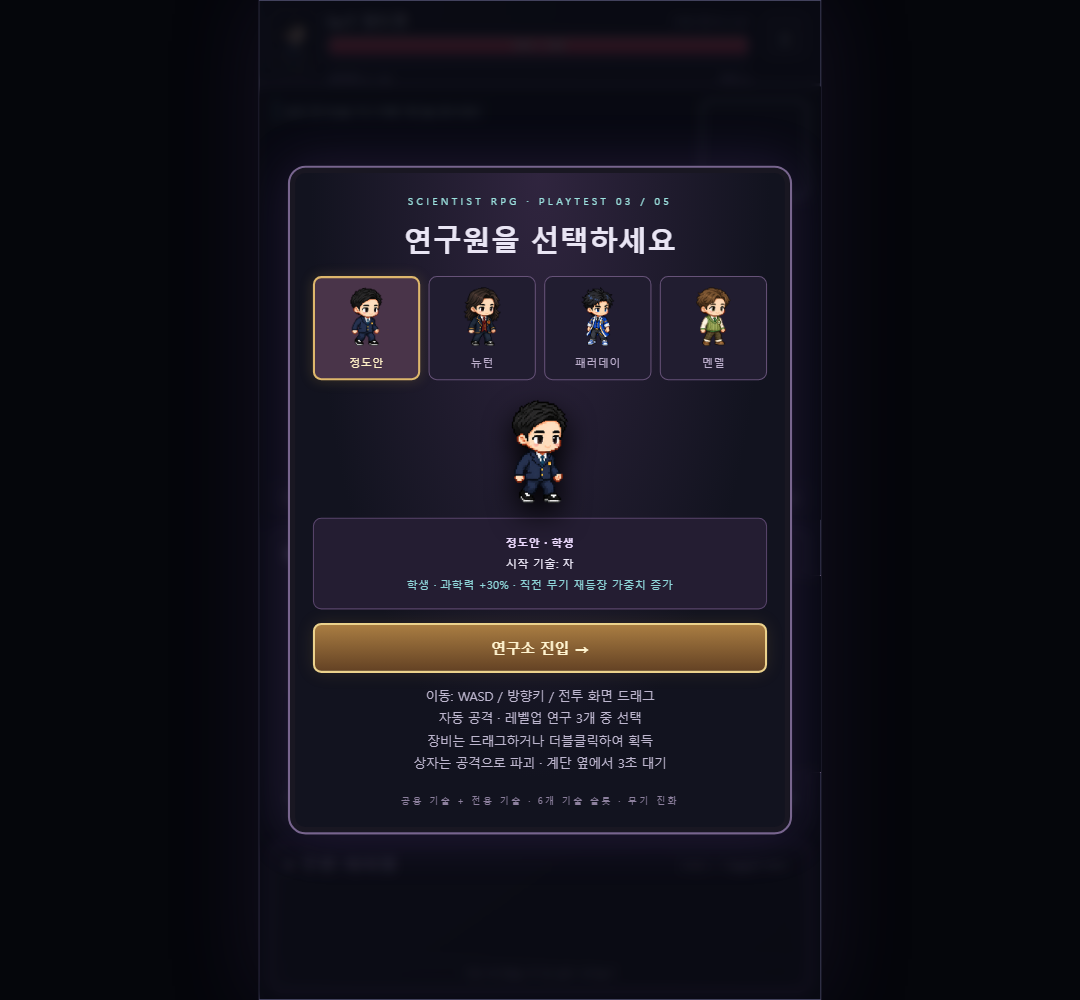 SCIENTIST RPG · PLAYTEST 03 / 05
연구원을 선택하세요
정도안
뉴턴
패러데이
멘델
정도안 · 학생
시작 기술: 자
학생 · 과학력 +30% · 직전 무기 재등장 가중치 증가
연구소 진입 →
이동: WASD / 방향키 / 전투 화면 드래그
자동 공격 · 레벨업 연구 3개 중 선택
장비는 드래그하거나 더블클릭하여 획득
상자는 공격으로 파괴 · 계단 옆에서 3초 대기
공용 기술 + 전용 기술 · 6개 기술 슬롯 · 무기 진화